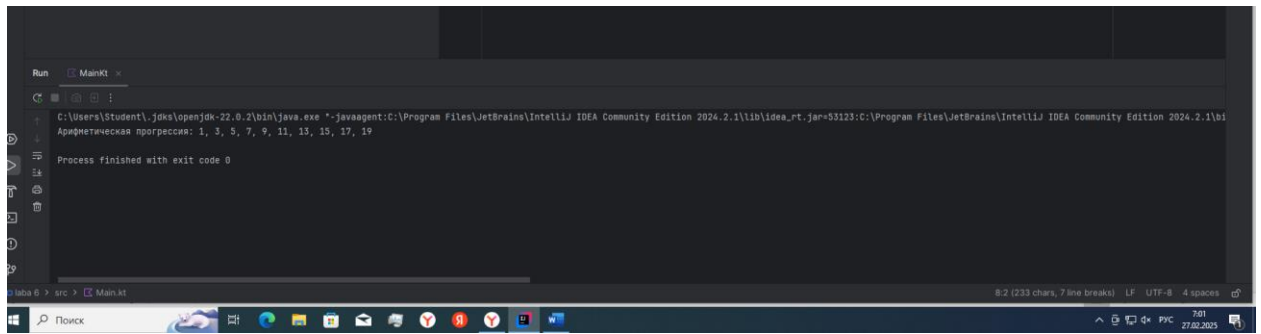 Run MainKt ×
C:\Users\Student\.jdks\openjdk-22.0.2\bin\java.exe "-javaagent:C:\Program Files\JetBrains\IntelliJ IDEA Community Edition 2024.2.1\lib\idea_rt.jar=53123:C:\Program Files\JetBrains\IntelliJ IDEA Community Edition 2024.2.1\bi
Арифметическая прогрессия: 1, 3, 5, 7, 9, 11, 13, 15, 17, 19
Process finished with exit code 0
laba 6 > src > Main.kt 8:2 (233 chars, 7 line breaks) LF UTF-8 4 spaces
Поиск РУС 7:01
27.02.2025